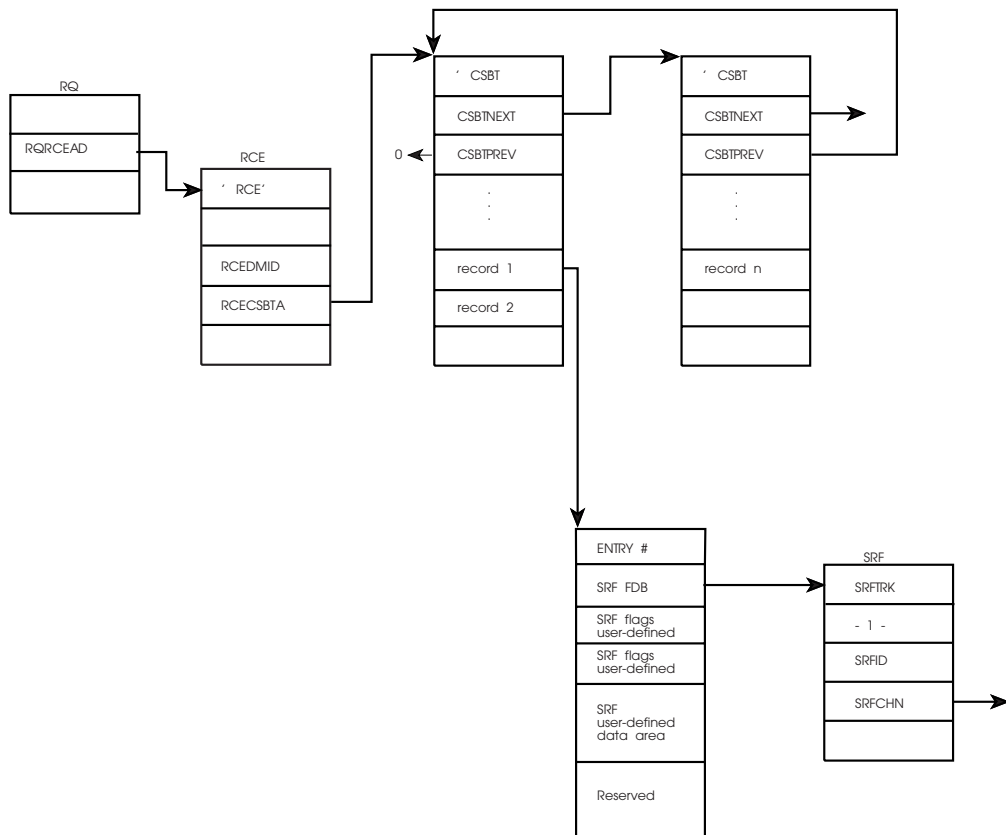 RQ
RQRCEAD
RCE
' RCE'
RCEDMID
RCECSBTA
' CSBT
CSBTNEXT
0
CSBTPREV
.
.
.
record 1
record 2
' CSBT
CSBTNEXT
CSBTPREV
.
.
.
record n
ENTRY #
SRF FDB
SRF flags
user-defined
SRF flags
user-defined
SRF
user-defined
data area
Reserved
SRF
SRFTRK
- 1 -
SRFID
SRFCHN